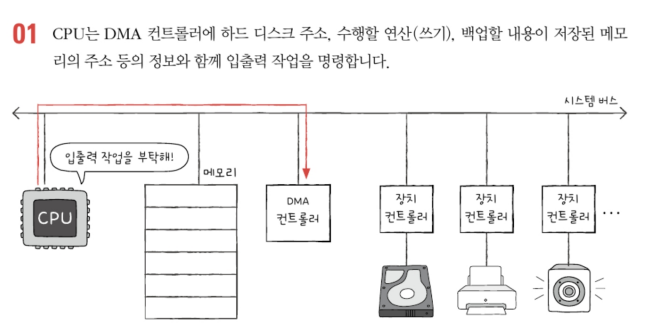 01 CPU는 DMA 컨트롤러에 하드 디스크 주소, 수행할 연산(쓰기), 백업할 내용이 저장된 메모
리의 주소 등의 정보와 함께 입출력 작업을 명령합니다.
시스템 버스
입출력 작업을 부탁해!
메모리
CPU
DMA
컨트롤러
장치
컨트롤러
장치
컨트롤러
장치
컨트롤러
...